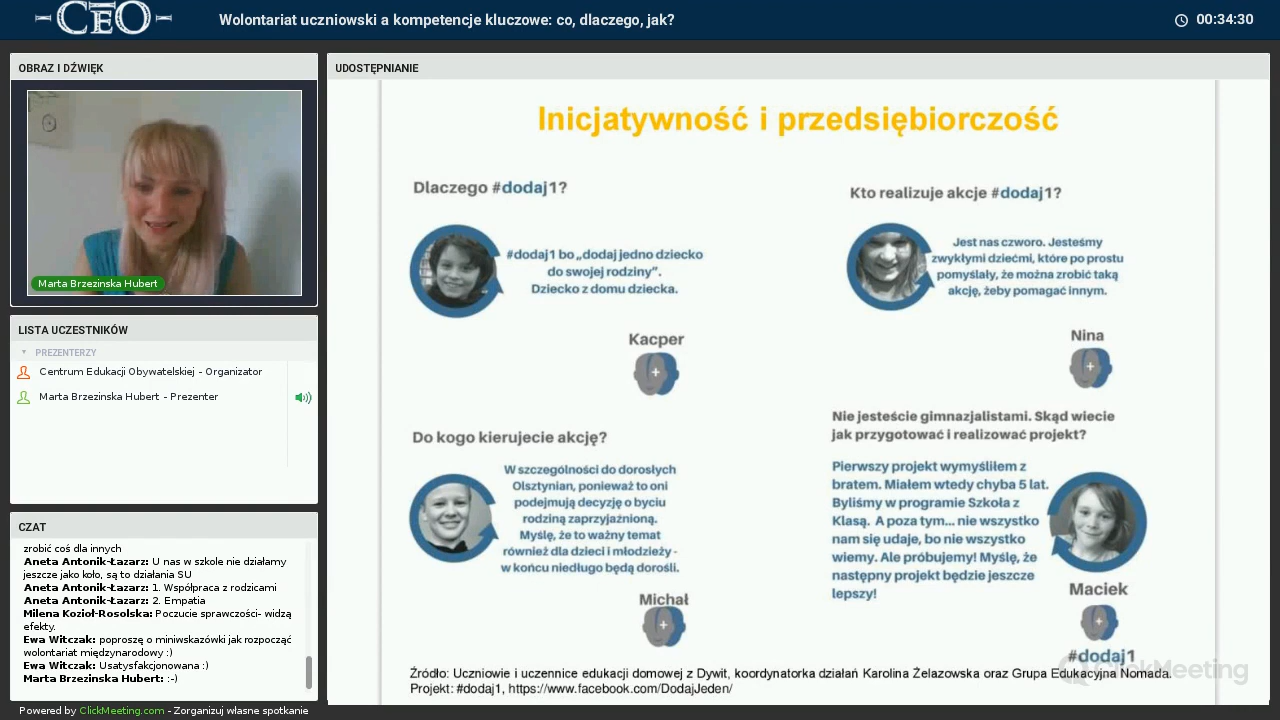 CEO
Wolontariat uczniowski a kompetencje kluczowe: co, dlaczego, jak?
00:34:30
OBRAZ I DŹWIĘK
Marta Brzezinska Hubert
LISTA UCZESTNIKÓW
PREZENTERZY
Centrum Edukacji Obywatelskiej - Organizator
Marta Brzezinska Hubert - Prezenter
CZAT
zrobić coś dla innych
Aneta Antonik-Łazarz: U nas w szkole nie działamy
jeszcze jako koło, są to działania SU
Aneta Antonik-Łazarz: 1. Współpraca z rodzicami
Aneta Antonik-Łazarz: 2. Empatia
Milena Kozioł-Rosolska: Poczucie sprawczości- widzą
efekty.
Ewa Witczak: poproszę o miniwskazówki jak rozpocząć
wolontariat międzynarodowy :)
Ewa Witczak: Usatysfakcjonowana :)
Marta Brzezinska Hubert: :-)
Powered by ClickMeeting.com - Zorganizuj własne spotkanie
UDOSTĘPNIANIE
Inicjatywność i przedsiębiorczość
Dlaczego #dodaj1?
#dodaj1 bo „dodaj jedno dziecko
do swojej rodziny”.
Dziecko z domu dziecka.
Kacper
Kto realizuje akcje #dodaj1?
Jest nas czworo. Jesteśmy
zwykłymi dziećmi, które po prostu
pomyślały, że można zrobić taką
akcję, żeby pomagać innym.
Nina
Do kogo kierujecie akcję?
W szczególności do dorosłych
Olsztynian, ponieważ to oni
podejmują decyzję o byciu
rodziną zaprzyjaźnioną.
Myślę, że to ważny temat
również dla dzieci i młodzieży -
w końcu niedługo będą dorośli.
Michał
Nie jesteście gimnazjalistami. Skąd wiecie
jak przygotować i realizować projekt?
Pierwszy projekt wymyśliłem z
bratem. Miałem wtedy chyba 5 lat.
Byliśmy w programie Szkoła z
Klasą. A poza tym... nie wszystko
nam się udaje, bo nie wszystko
wiemy. Ale próbujemy! Myślę, że
następny projekt będzie jeszcze
lepszy!
Maciek
#dodaj1
ClickMeeting
Źródło: Uczniowie i uczennice edukacji domowej z Dywit, koordynatorka działań Karolina Żelazowska oraz Grupa Edukacyjna Nomada.
Projekt: #dodaj1, https://www.facebook.com/DodajJeden/